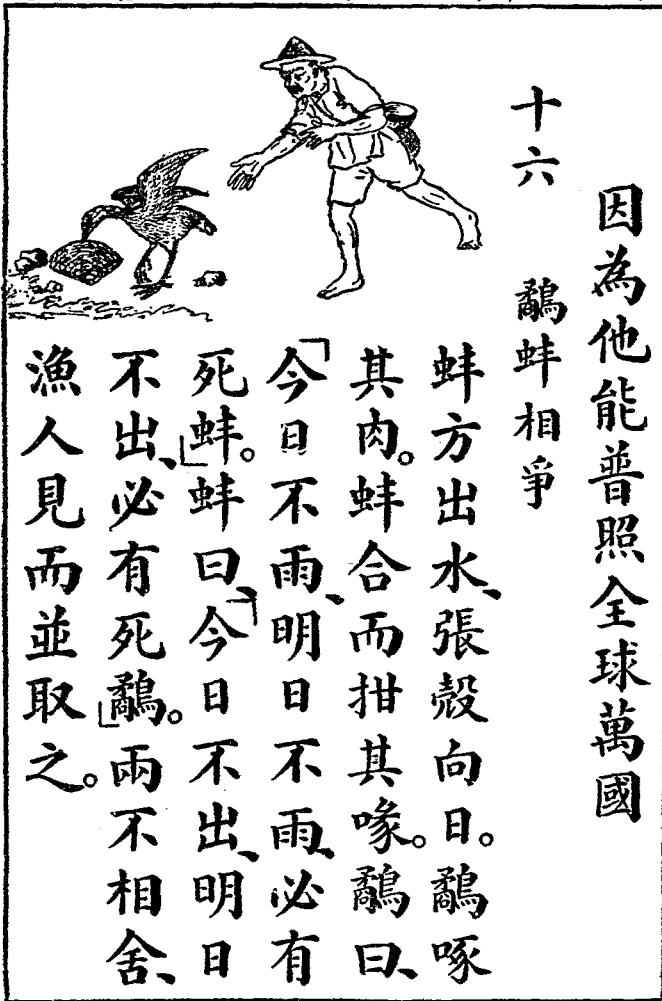 因為他能普照全球萬國
十六 鷸蚌相爭
蚌方出水、張殼向日。鷸啄
其肉。蚌合而拑其喙。鷸曰、
「今日不雨、明日不雨、必有
死蚌。」蚌曰、「今日不出、明日
不出、必有死鷸。」兩不相舍、
漁人見而並取之。